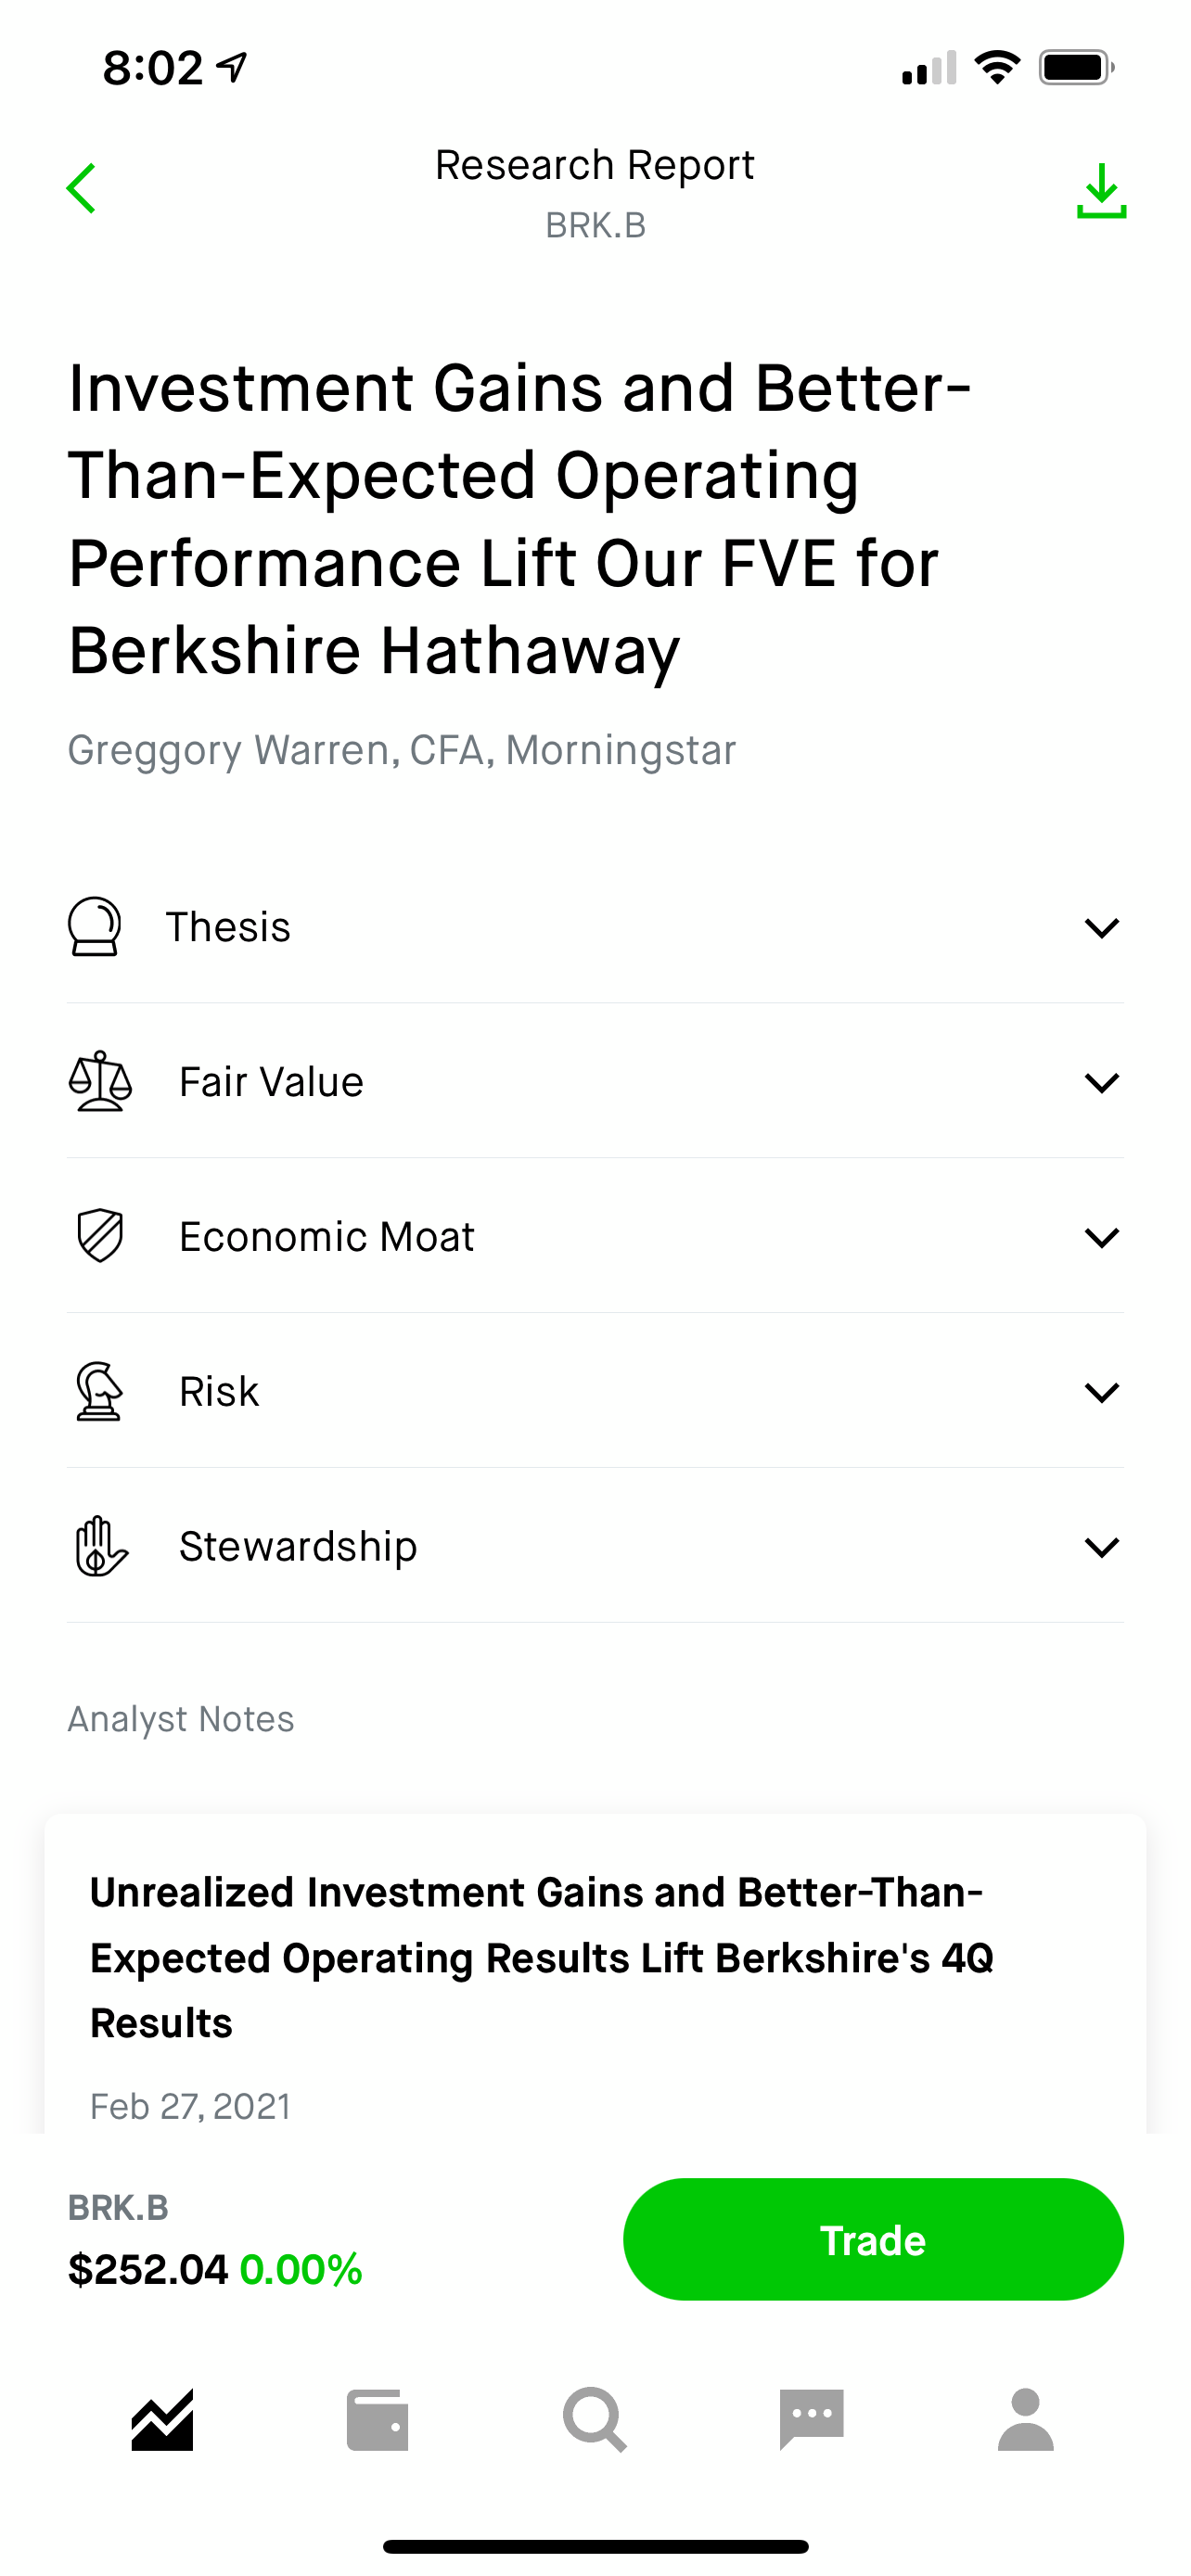 8:02
Research Report
BRK.B
Investment Gains and Better-
Than-Expected Operating
Performance Lift Our FVE for
Berkshire Hathaway
Greggory Warren, CFA, Morningstar
Thesis
Fair Value
Economic Moat
Risk
Stewardship
Analyst Notes
Unrealized Investment Gains and Better-Than-
Expected Operating Results Lift Berkshire's 4Q
Results
Feb 27, 2021
BRK.B
$252.04 0.00%
Trade